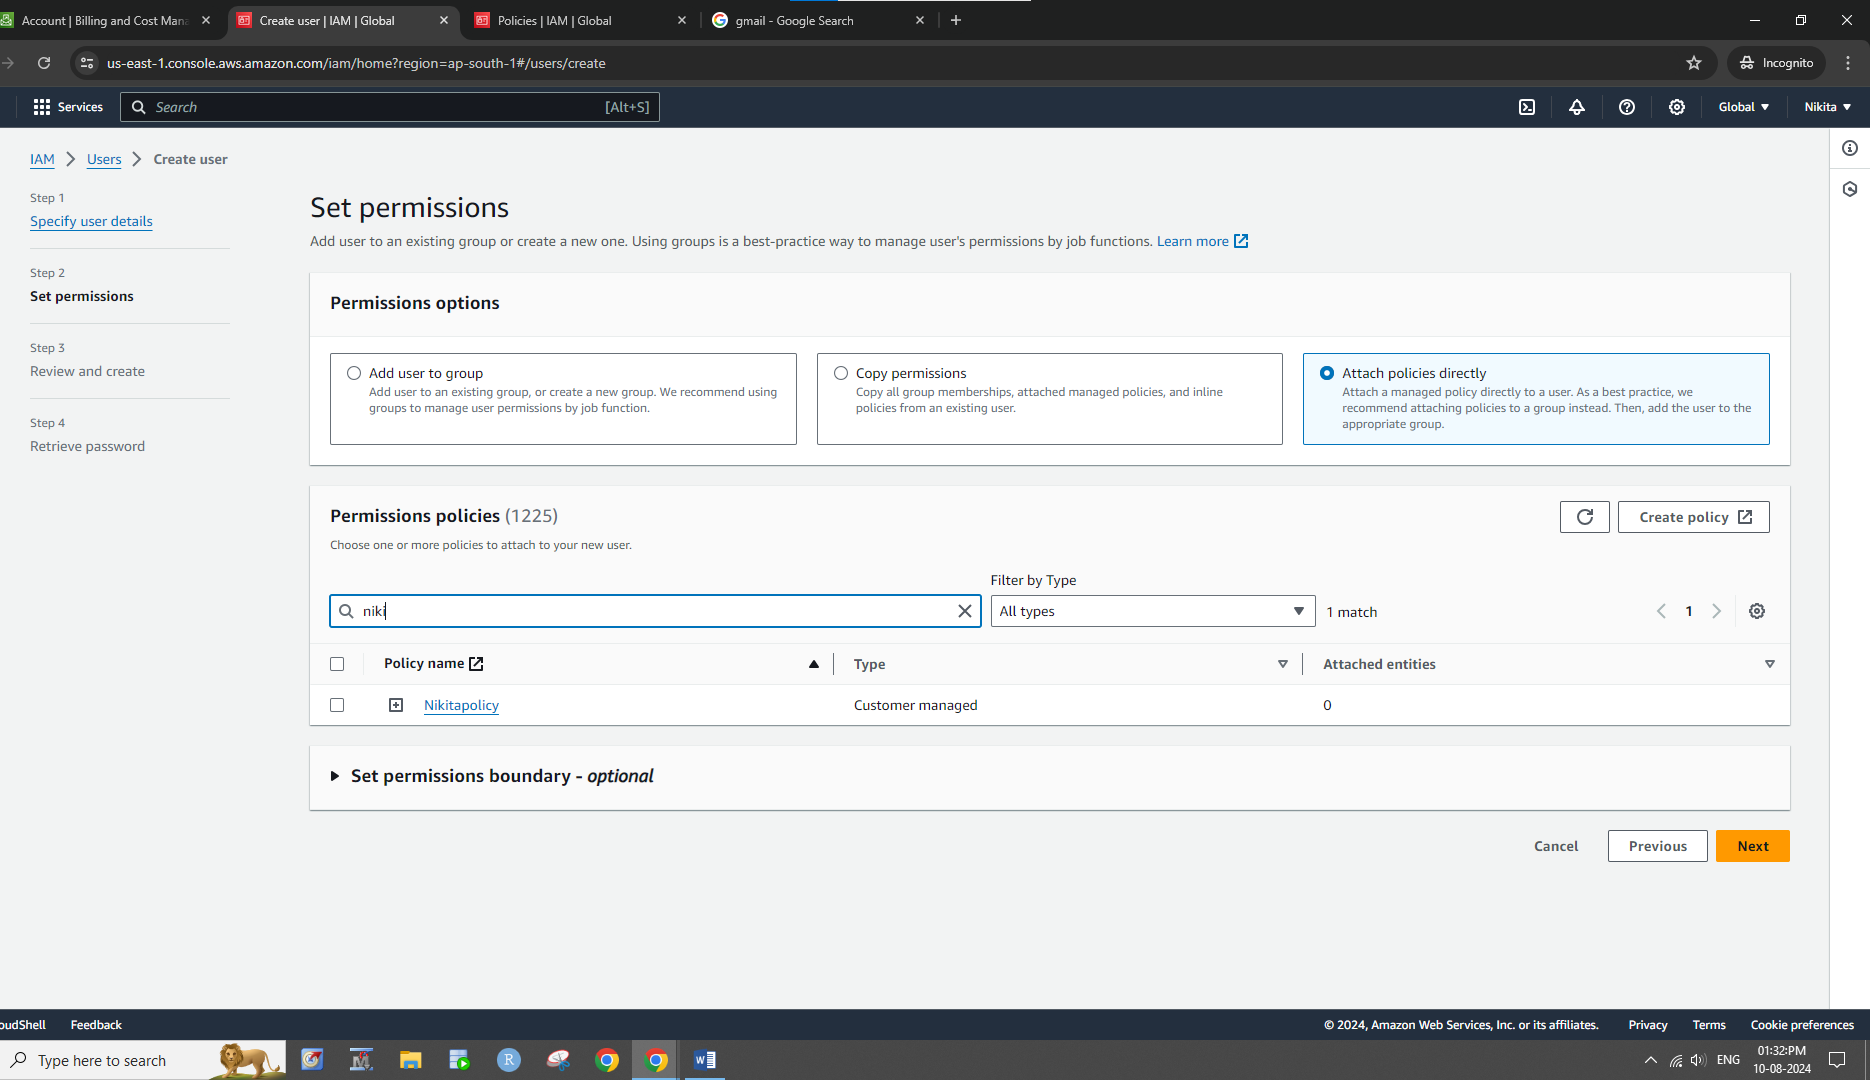 Account | Billing and Cost Mana
Create user | IAM | Global
Policies | IAM | Global
gmail - Google Search
us-east-1.console.aws.amazon.com/iam/home?region=ap-south-1#/users/create
Incognito
Services
Search
[Alt+S]
Global
Nikita
IAM
Users
Create user
Step 1
Specify user details
Step 2
Set permissions
Step 3
Review and create
Step 4
Retrieve password
Set permissions
Add user to an existing group or create a new one. Using groups is a best-practice way to manage user's permissions by job functions. Learn more
Permissions options
Add user to group
Add user to an existing group, or create a new group. We recommend using
groups to manage user permissions by job function.
Copy permissions
Copy all group memberships, attached managed policies, and inline
policies from an existing user.
Attach policies directly
Attach a managed policy directly to a user. As a best practice, we
recommend attaching policies to a group instead. Then, add the user to the
appropriate group.
Permissions policies (1225)
Create policy
Choose one or more policies to attach to your new user.
Filter by Type
niki
All types
1 match
1
Policy name
Type
Attached entities
Nikitapolicy
Customer managed
0
Set permissions boundary - optional
Cancel
Previous
Next
oudShell
Feedback
© 2024, Amazon Web Services, Inc. or its affiliates.
Privacy
Terms
Cookie preferences
Type here to search
R
W
ENG
01:32:PM
10-08-2024